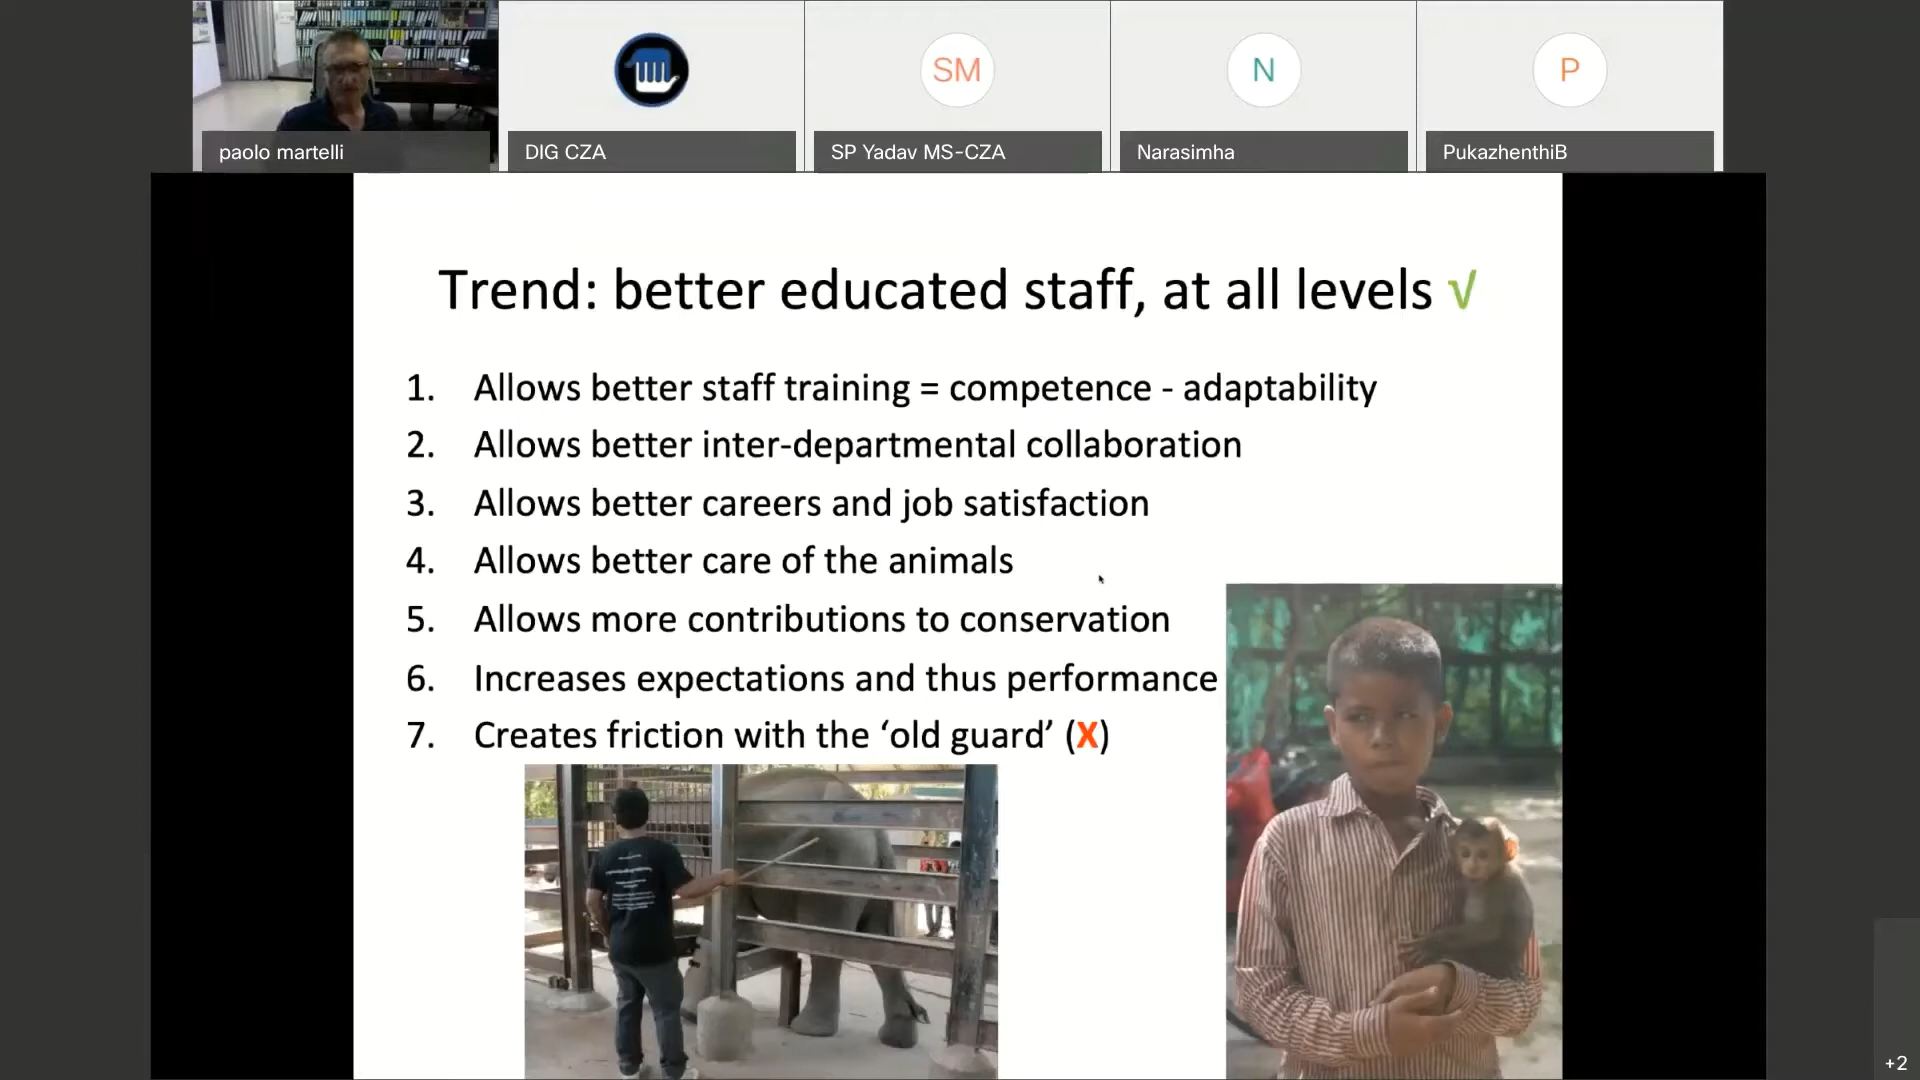 SM
N
P
paolo martelli
DIG CZA
SP Yadav MS-CZA
Narasimha
PukazhenthiB
Trend: better educated staff, at all levels √
1. Allows better staff training = competence - adaptability
2. Allows better inter-departmental collaboration
3. Allows better careers and job satisfaction
4. Allows better care of the animals
5. Allows more contributions to conservation
6. Increases expectations and thus performance
7. Creates friction with the ‘old guard’ (X)
+2